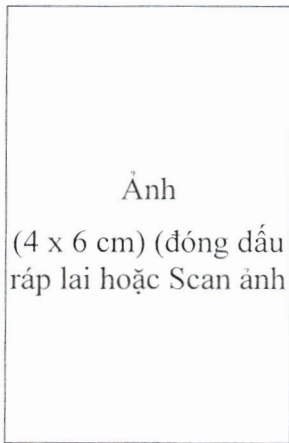 Ảnh
(4 x 6 cm) (đóng dấu
ráp lai hoặc Scan ảnh